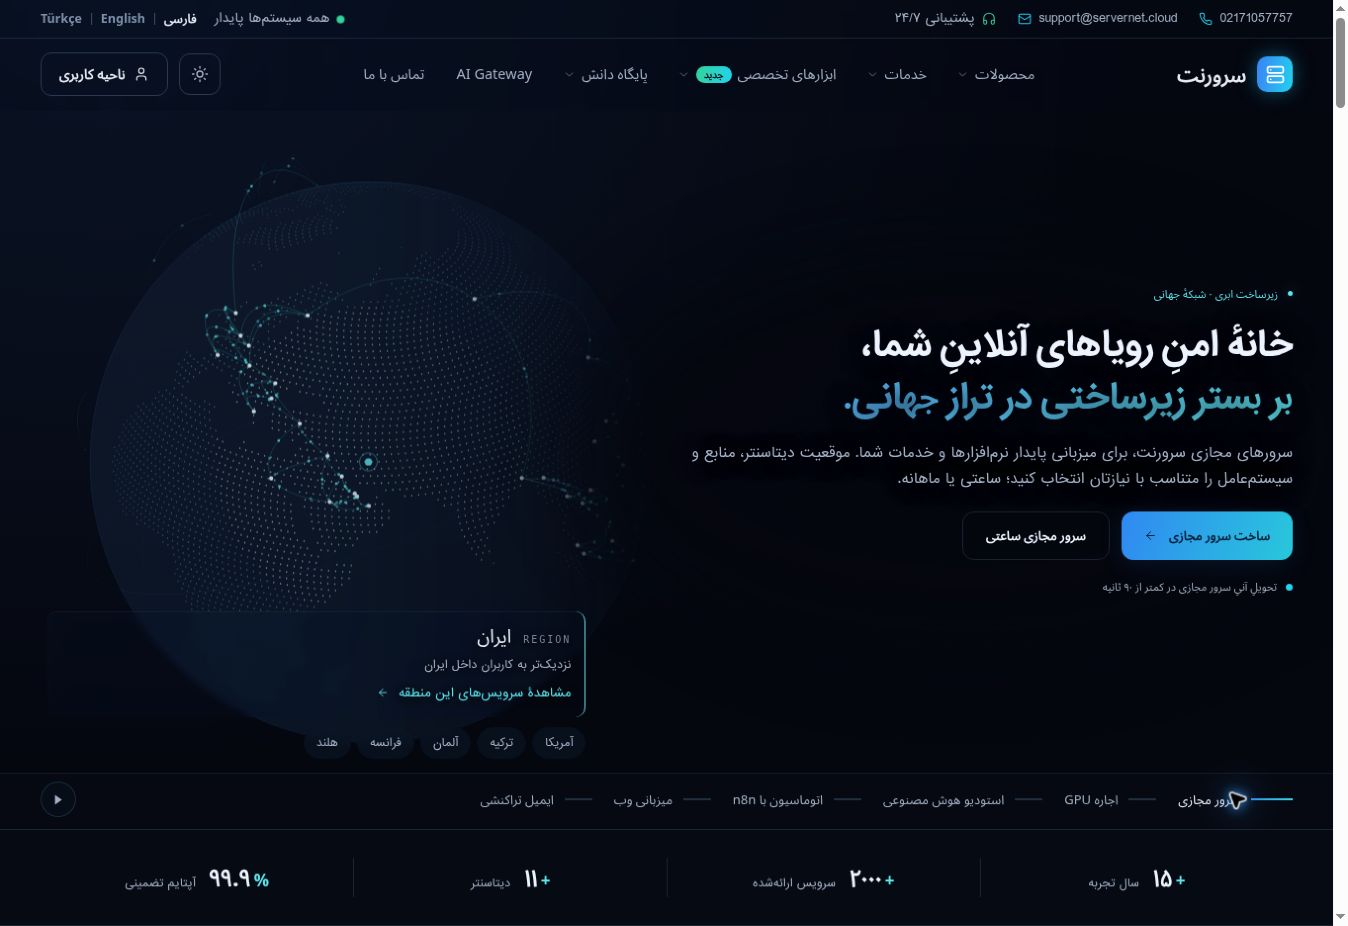 02171057757
support@servernet.cloud
پشتیبانی ۲۴/۷
همه سیستم‌ها پایدار
فارسی | English | Türkçe
سرورنت
محصولات
خدمات
ابزارهای تخصصی جدید
پایگاه دانش
AI Gateway
تماس با ما
ناحیه کاربری
زیرساخت ابری - شبکهٔ جهانی
خانهٔ امنِ رویاهای آنلاینِ شما،
بر بستر زیرساختی در تراز جهانی.
سرورهای مجازی سرورنت، برای میزبانی پایدار نرم‌افزارها و خدمات شما. موقعیت دیتاسنتر، منابع و
سیستم‌عامل را متناسب با نیازتان انتخاب کنید؛ ساعتی یا ماهانه.
ساخت سرور مجازی
سرور مجازی ساعتی
تحویلِ آنیِ سرور مجازی در کمتر از ۹۰ ثانیه
REGION ایران
نزدیک‌تر به کاربران داخل ایران
مشاهدهٔ سرویس‌های این منطقه
آمریکا
ترکیه
آلمان
فرانسه
هلند
مجازی
اجاره GPU
استودیو هوش مصنوعی
اتوماسیون با n8n
میزبانی وب
ایمیل تراکنشی
+۱۵ سال تجربه
+۲۰۰۰ سرویس ارائه‌شده
+۱۱ دیتاسنتر
%۹۹.۹ آپتایم تضمینی